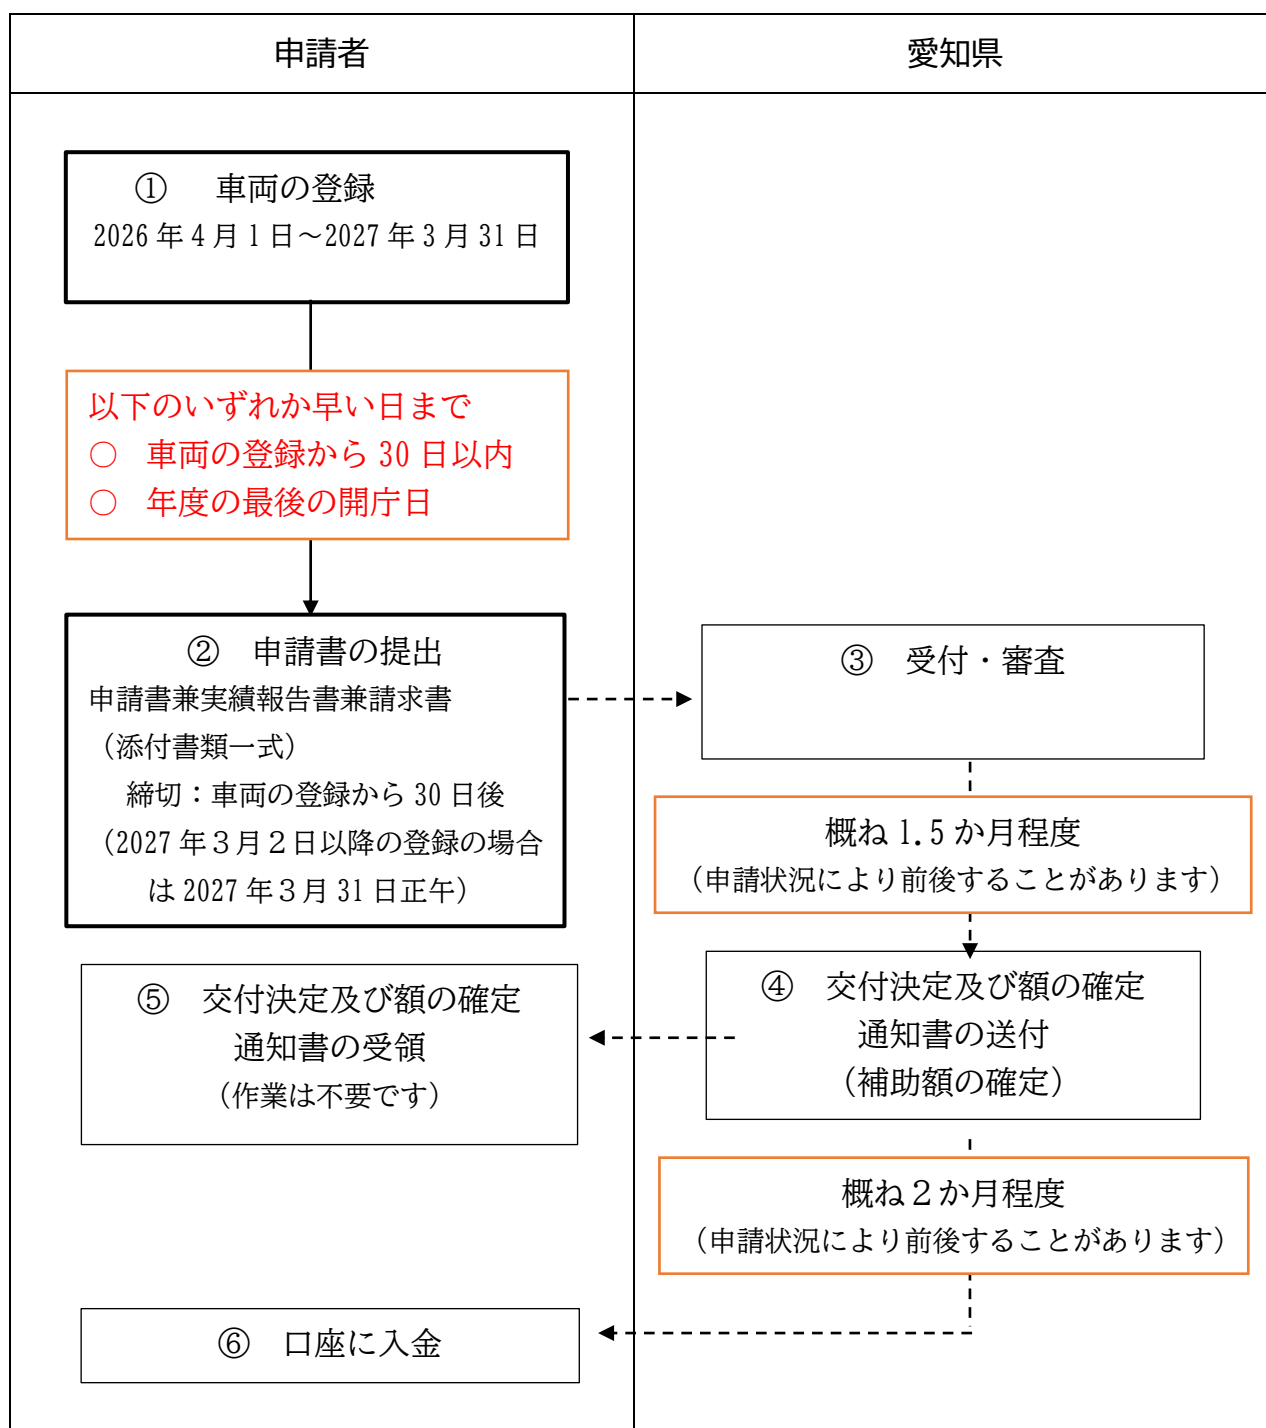 申請者
愛知県
① 車両の登録
2026年4月1日～2027年3月31日
以下のいずれか早い日まで
○ 車両の登録から30日以内
○ 年度の最後の開庁日
② 申請書の提出
申請書兼実績報告書兼請求書
（添付書類一式）
締切：車両の登録から30日後
（2027年３月２日以降の登録の場合
は2027年３月31日正午）
③ 受付・審査
概ね1.5か月程度
（申請状況により前後することがあります）
④ 交付決定及び額の確定
通知書の送付
（補助額の確定）
⑤ 交付決定及び額の確定
通知書の受領
（作業は不要です）
概ね２か月程度
（申請状況により前後することがあります）
⑥ 口座に入金